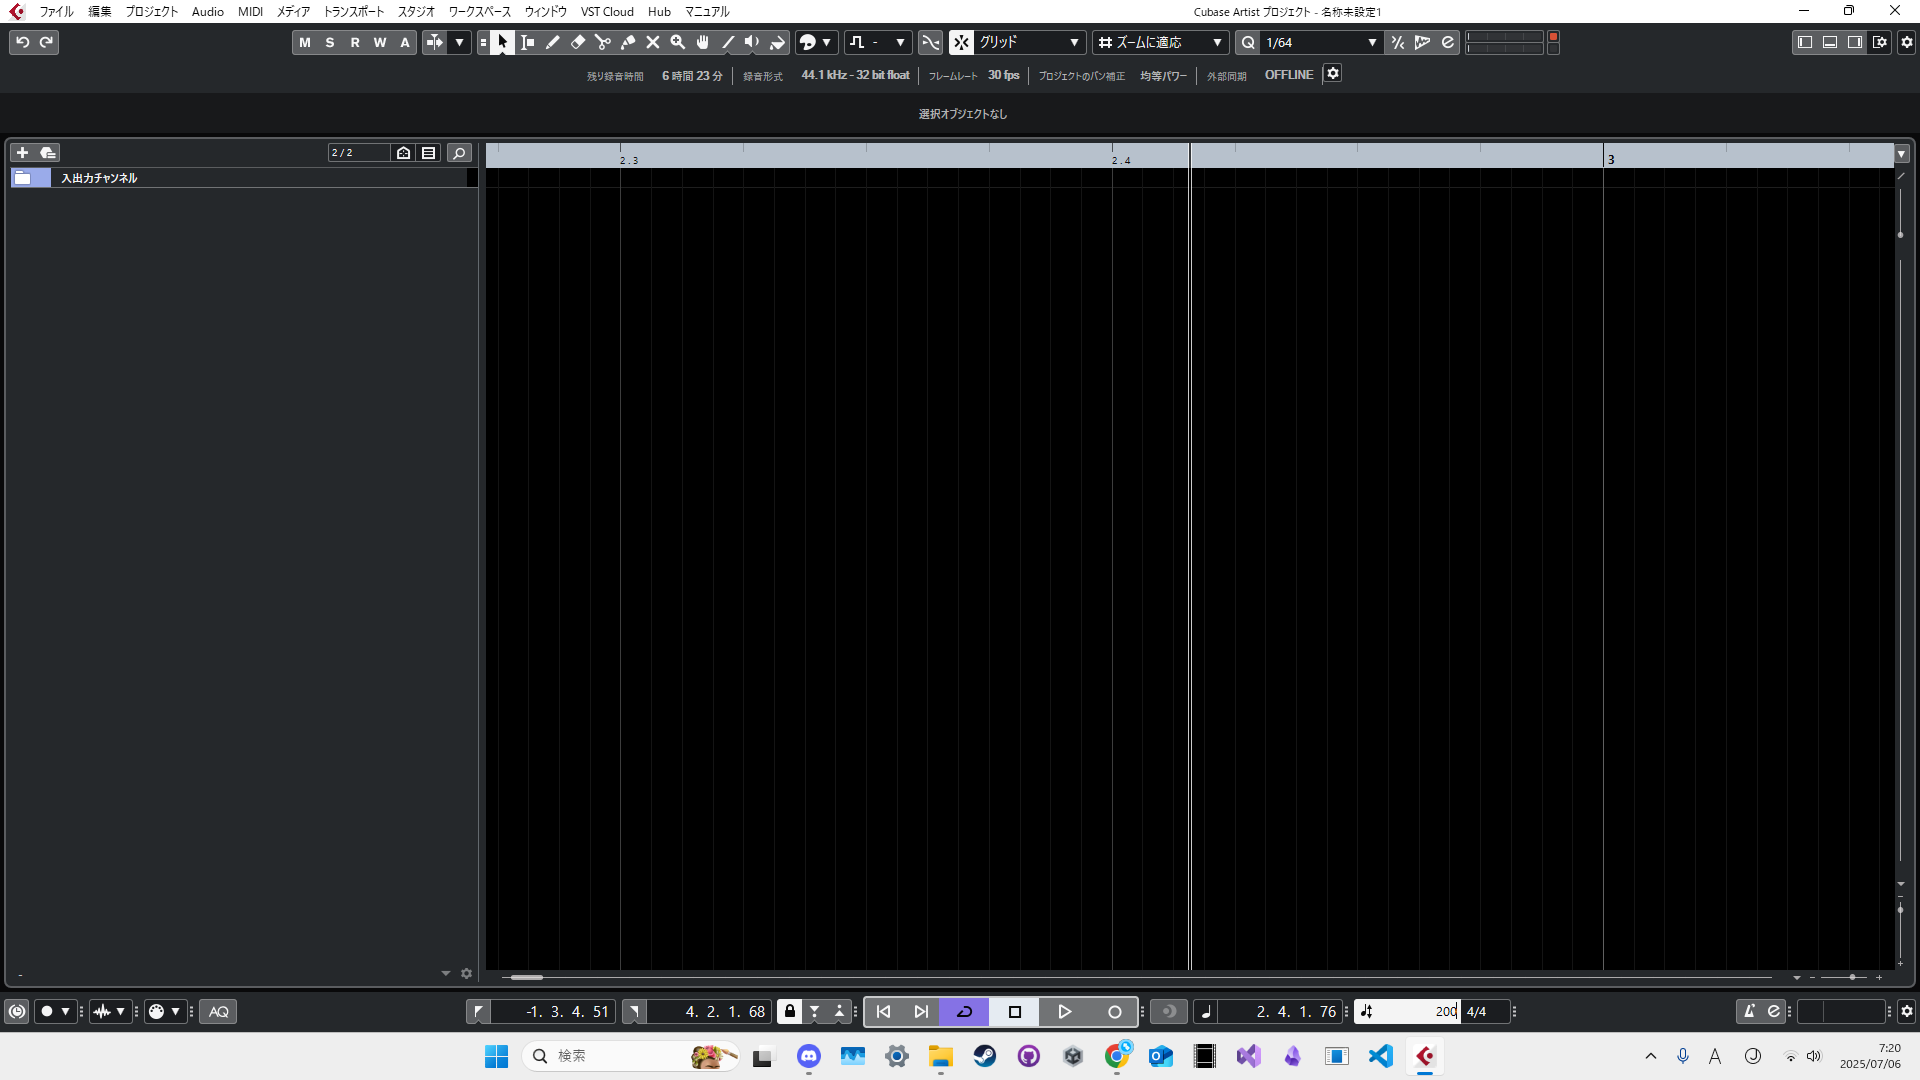 ファイル 編集 プロジェクト Audio MIDI メディア トランスポート スタジオ ワークスペース ウィンドウ VST Cloud Hub マニュアル Cubase Artist プロジェクト - 名称未設定1
M S R W A - グリッド ズームに適応 Q 1/64
残り録音時間 6 時間 23 分 録音形式 44.1 kHz - 32 bit float フレームレート 30 fps プロジェクトのパン補正 均等パワー 外部同期 OFFLINE
選択オブジェクトなし
2 / 2
2.3 2.4 3
入出力チャンネル
-
AQ -1. 3. 4. 51 4. 2. 1. 68 2. 4. 1. 76 200 4/4
検索 A 7:20
2025/07/06